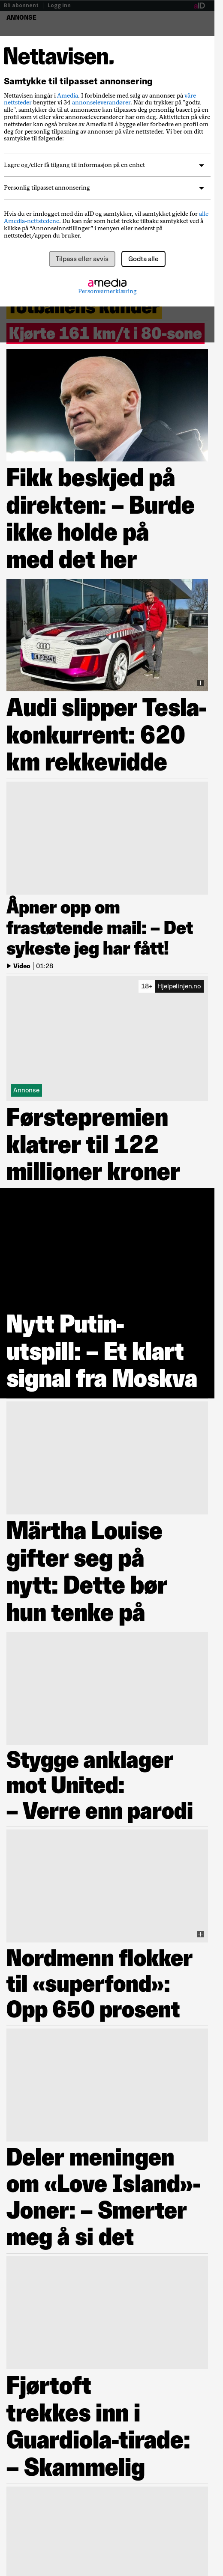 Bli abonnent | Logg inn
aID
ANNONSE
Nettavisen.
Samtykke til tilpasset annonsering
Nettavisen inngår i Amedia. I forbindelse med salg av annonser på våre
nettsteder benytter vi 34 annonseleverandører. Når du trykker på "godta
alle", samtykker du til at annonsene kan tilpasses deg personlig basert på en
profil som vi eller våre annonseleverandører har om deg. Aktiviteten på våre
nettsteder kan også brukes av Amedia til å bygge eller forbedre en profil om
deg for personlig tilpasning av annonser på våre nettsteder. Vi ber om ditt
samtykke til følgende:
Lagre og/eller få tilgang til informasjon på en enhet
Personlig tilpasset annonsering
Hvis du er innlogget med din aID og samtykker, vil samtykket gjelde for alle
Amedia-nettstedene. Du kan når som helst trekke tilbake samtykket ved å
klikke på “Annonseinnstillinger” i menyen eller nederst på
nettstedet/appen du bruker.
Tilpass eller avvis
Godta alle
amedia
Personvernerklæring
fotballens kunder
Kjørte 161 km/t i 80-sone
Fikk beskjed på
direkten: – Burde
ikke holde på
med det her
Audi slipper Tesla-
konkurrent: 620
km rekkevidde
Åpner opp om
frastøtende mail: – Det
sykeste jeg har fått!
Video | 01:28
18+ Hjelpelinjen.no
Annonse
Førstepremien
klatrer til 122
millioner kroner
Nytt Putin-
utspill: – Et klart
signal fra Moskva
Märtha Louise
gifter seg på
nytt: Dette bør
hun tenke på
Stygge anklager
mot United:
– Verre enn parodi
Nordmenn flokker
til «superfond»:
Opp 650 prosent
Deler meningen
om «Love Island»-
Joner: – Smerter
meg å si det
Fjørtoft
trekkes inn i
Guardiola-tirade:
– Skammelig